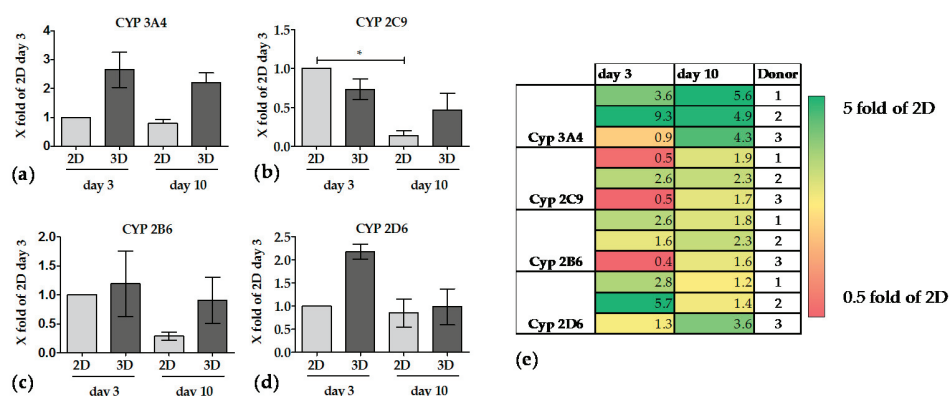 CYP 3A4
X fold of 2D day 3
4
3
2
1
0
2D 3D 2D 3D
day 3 day 10
(a)
CYP 2C9
X fold of 2D day 3
1.5
1.0
0.5
0.0
*
2D 3D 2D 3D
day 3 day 10
(b)
CYP 2B6
X fold of 2D day 3
2.0
1.5
1.0
0.5
0.0
2D 3D 2D 3D
day 3 day 10
(c)
CYP 2D6
X fold of 2D day 3
2.5
2.0
1.5
1.0
0.5
0.0
2D 3D 2D 3D
day 3 day 10
(d)
day 3 day 10 Donor
3.6 5.6 1
9.3 4.9 2
Cyp 3A4 0.9 4.3 3
0.5 1.9 1
2.6 2.3 2
Cyp 2C9 0.5 1.7 3
2.6 1.8 1
1.6 2.3 2
Cyp 2B6 0.4 1.6 3
2.8 1.2 1
5.7 1.4 2
Cyp 2D6 1.3 3.6 3
5 fold of 2D
0.5 fold of 2D
(e)